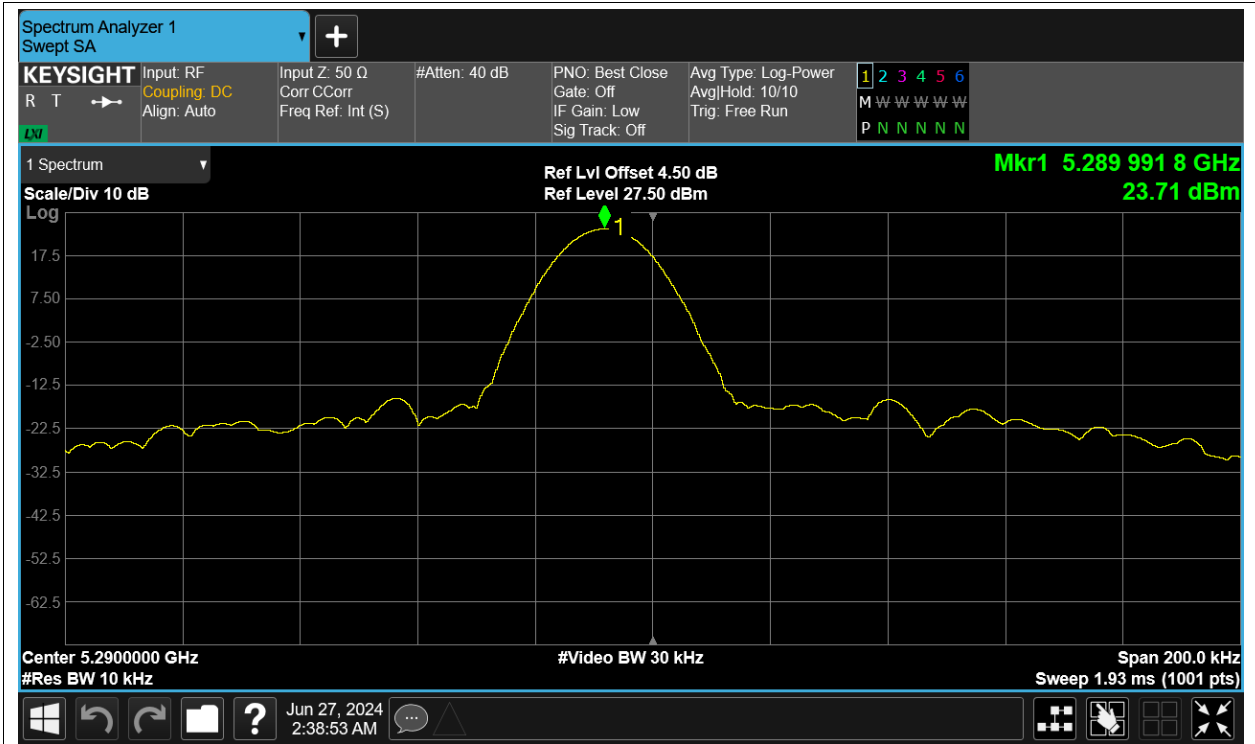 Spectrum Analyzer 1
Swept SA
+
KEYSIGHT
R T
LXI
Input: RF
Coupling: DC
Align: Auto
Input Z: 50 Ω
Corr CCorr
Freq Ref: Int (S)
#Atten: 40 dB
PNO: Best Close
Gate: Off
IF Gain: Low
Sig Track: Off
Avg Type: Log-Power
Avg|Hold: 10/10
Trig: Free Run
1 2 3 4 5 6
M W W W W W
P N N N N N
1 Spectrum
Scale/Div 10 dB
Log
Ref Lvl Offset 4.50 dB
Ref Level 27.50 dBm
Mkr1 5.289 991 8 GHz
23.71 dBm
1
17.5
7.50
-2.50
-12.5
-22.5
-32.5
-42.5
-52.5
-62.5
Center 5.2900000 GHz
#Res BW 10 kHz
#Video BW 30 kHz
Span 200.0 kHz
Sweep 1.93 ms (1001 pts)
?
Jun 27, 2024
2:38:53 AM